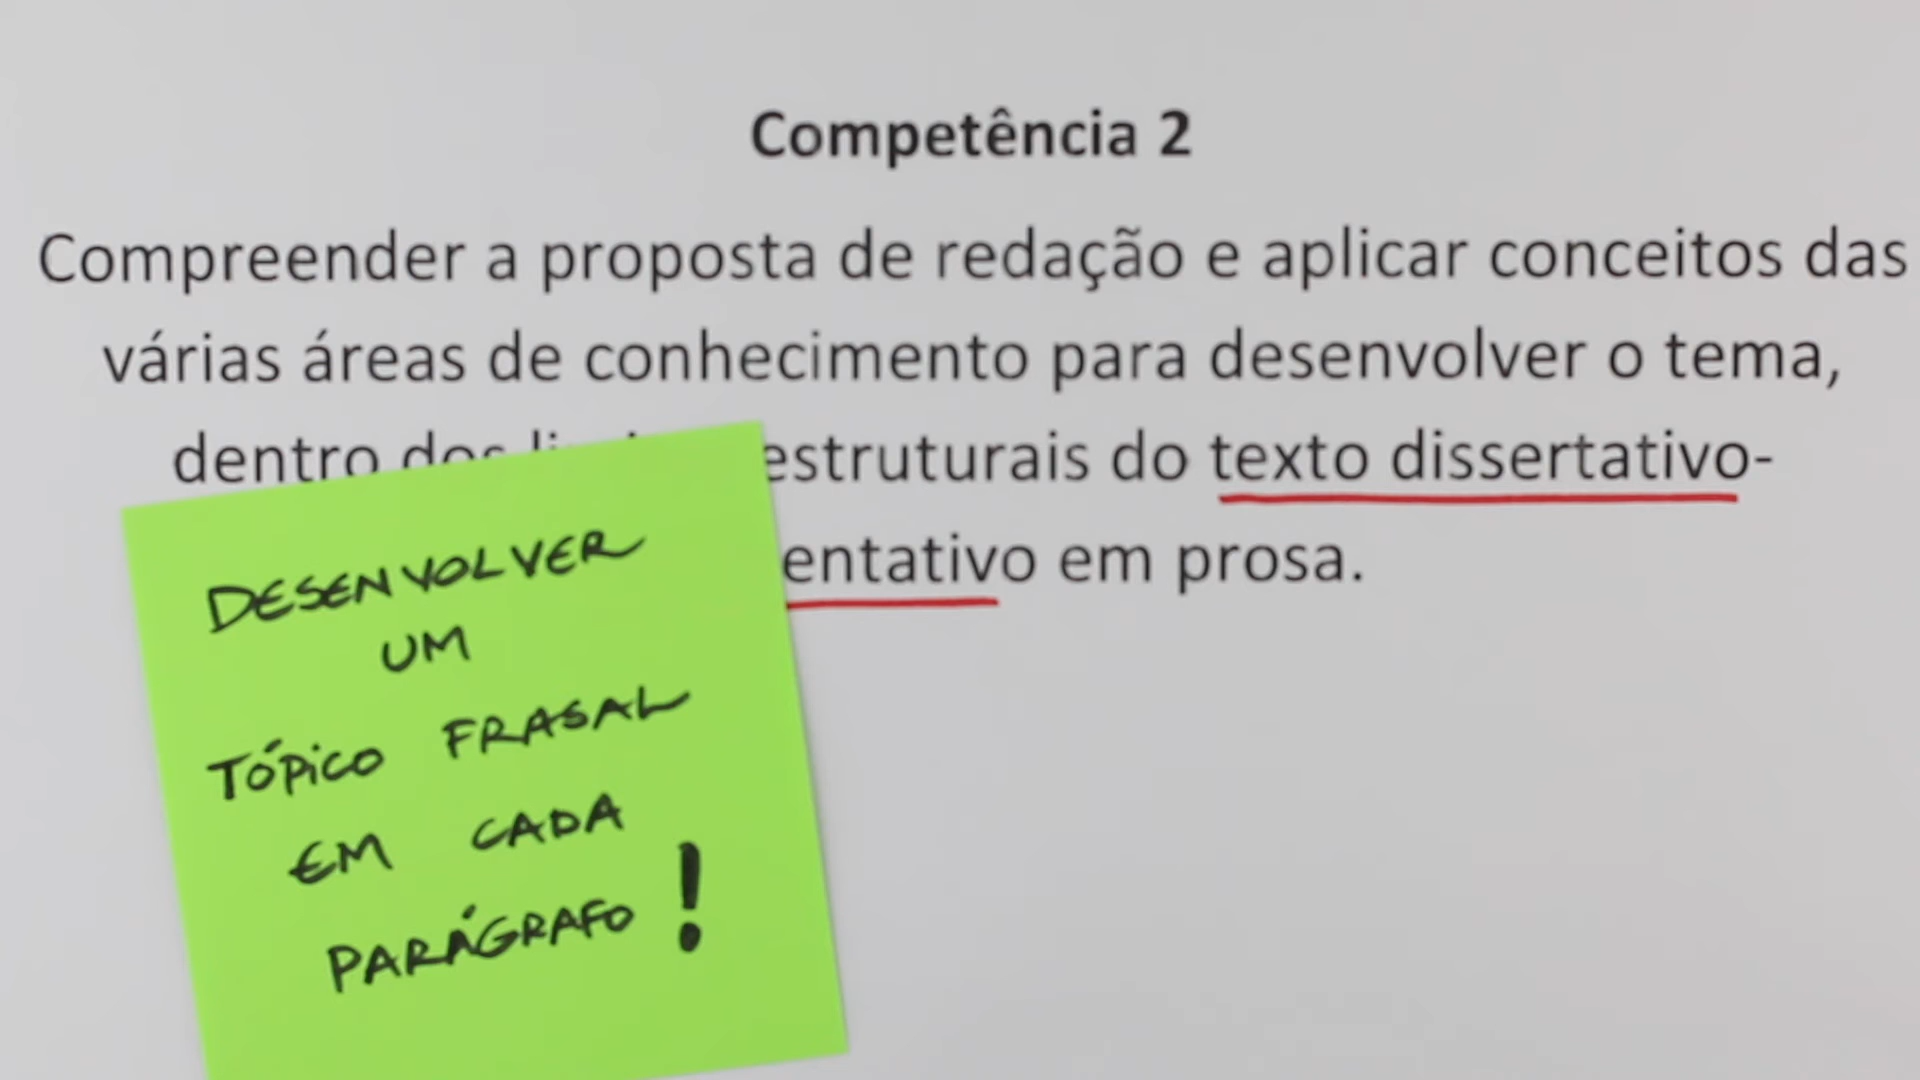 Competência 2
Compreender a proposta de redação e aplicar conceitos das
várias áreas de conhecimento para desenvolver o tema,
dentro dos estruturais do texto dissertativo-
entativo em prosa.
DESENVOLVER
UM
TÓPICO FRASAL
EM CADA
PARÁGRAFO!